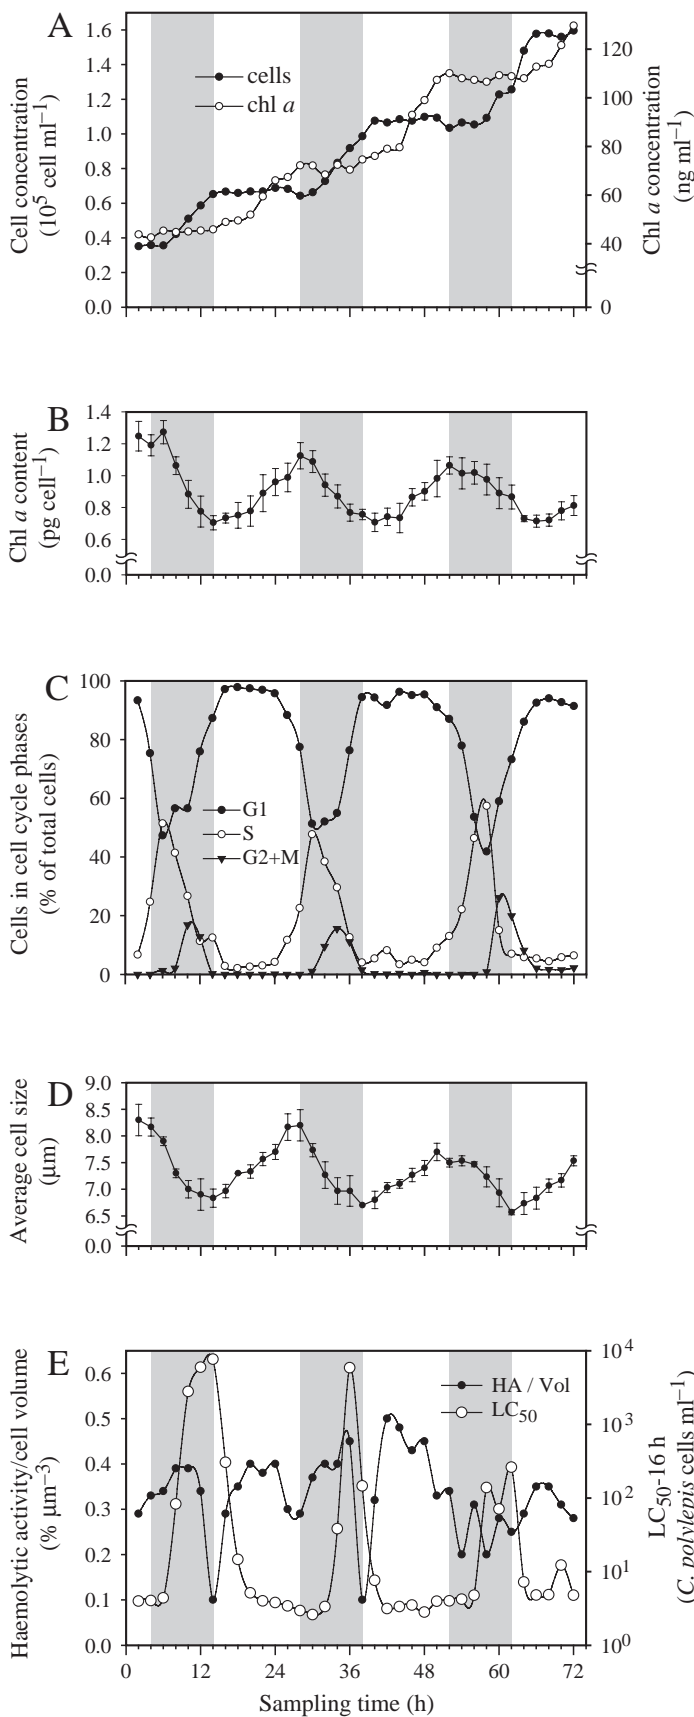 A
Cell concentration
(10⁵ cell ml⁻¹)
1.6
1.4
1.2
1.0
0.8
0.6
0.4
0.2
0.0
cells
chl a
120
100
80
60
40
0
Chl a concentration
(ng ml⁻¹)
B
Chl a content
(pg cell⁻¹)
1.4
1.2
1.0
0.8
0.6
0.0
C
Cells in cell cycle phases
(% of total cells)
100
80
60
40
20
0
G1
S
G2+M
D
Average cell size
(μm)
9.0
8.5
8.0
7.5
7.0
6.5
0.0
E
Haemolytic activity/cell volume
(% μm⁻³)
0.6
0.5
0.4
0.3
0.2
0.1
0.0
HA / Vol
LC₅₀
10⁴
10³
10²
10¹
10⁰
LC₅₀-16 h
(C. polylepis cells ml⁻¹)
0 12 24 36 48 60 72
Sampling time (h)